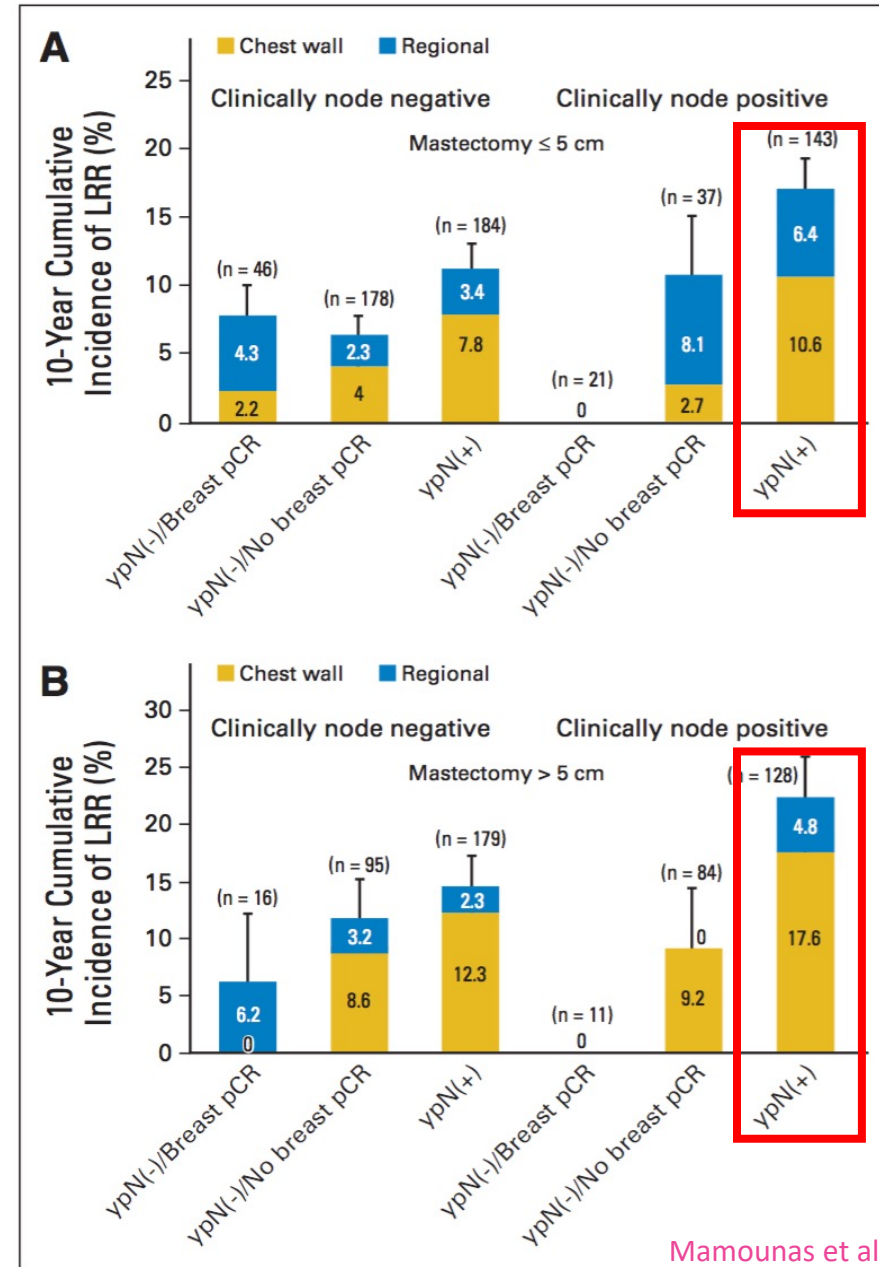 A
Chest wall Regional
Clinically node negative Clinically node positive
Mastectomy ≤ 5 cm
10-Year Cumulative
Incidence of LRR (%)
25
20
15
10
5
0
(n = 46)
4.3
2.2
(n = 178)
2.3
4
(n = 184)
3.4
7.8
(n = 21)
0
(n = 37)
8.1
2.7
(n = 143)
6.4
10.6
ypN(-)/Breast pCR
ypN(-)/No breast pCR
ypN(+)
ypN(-)/Breast pCR
ypN(-)/No breast pCR
ypN(+)
B
Chest wall Regional
Clinically node negative Clinically node positive
Mastectomy > 5 cm
10-Year Cumulative
Incidence of LRR (%)
30
25
20
15
10
5
0
(n = 16)
6.2
0
(n = 95)
3.2
8.6
(n = 179)
2.3
12.3
(n = 11)
0
(n = 84)
0
9.2
(n = 128)
4.8
17.6
ypN(-)/Breast pCR
ypN(-)/No breast pCR
ypN(+)
ypN(-)/Breast pCR
ypN(-)/No breast pCR
ypN(+)
Mamounas et al